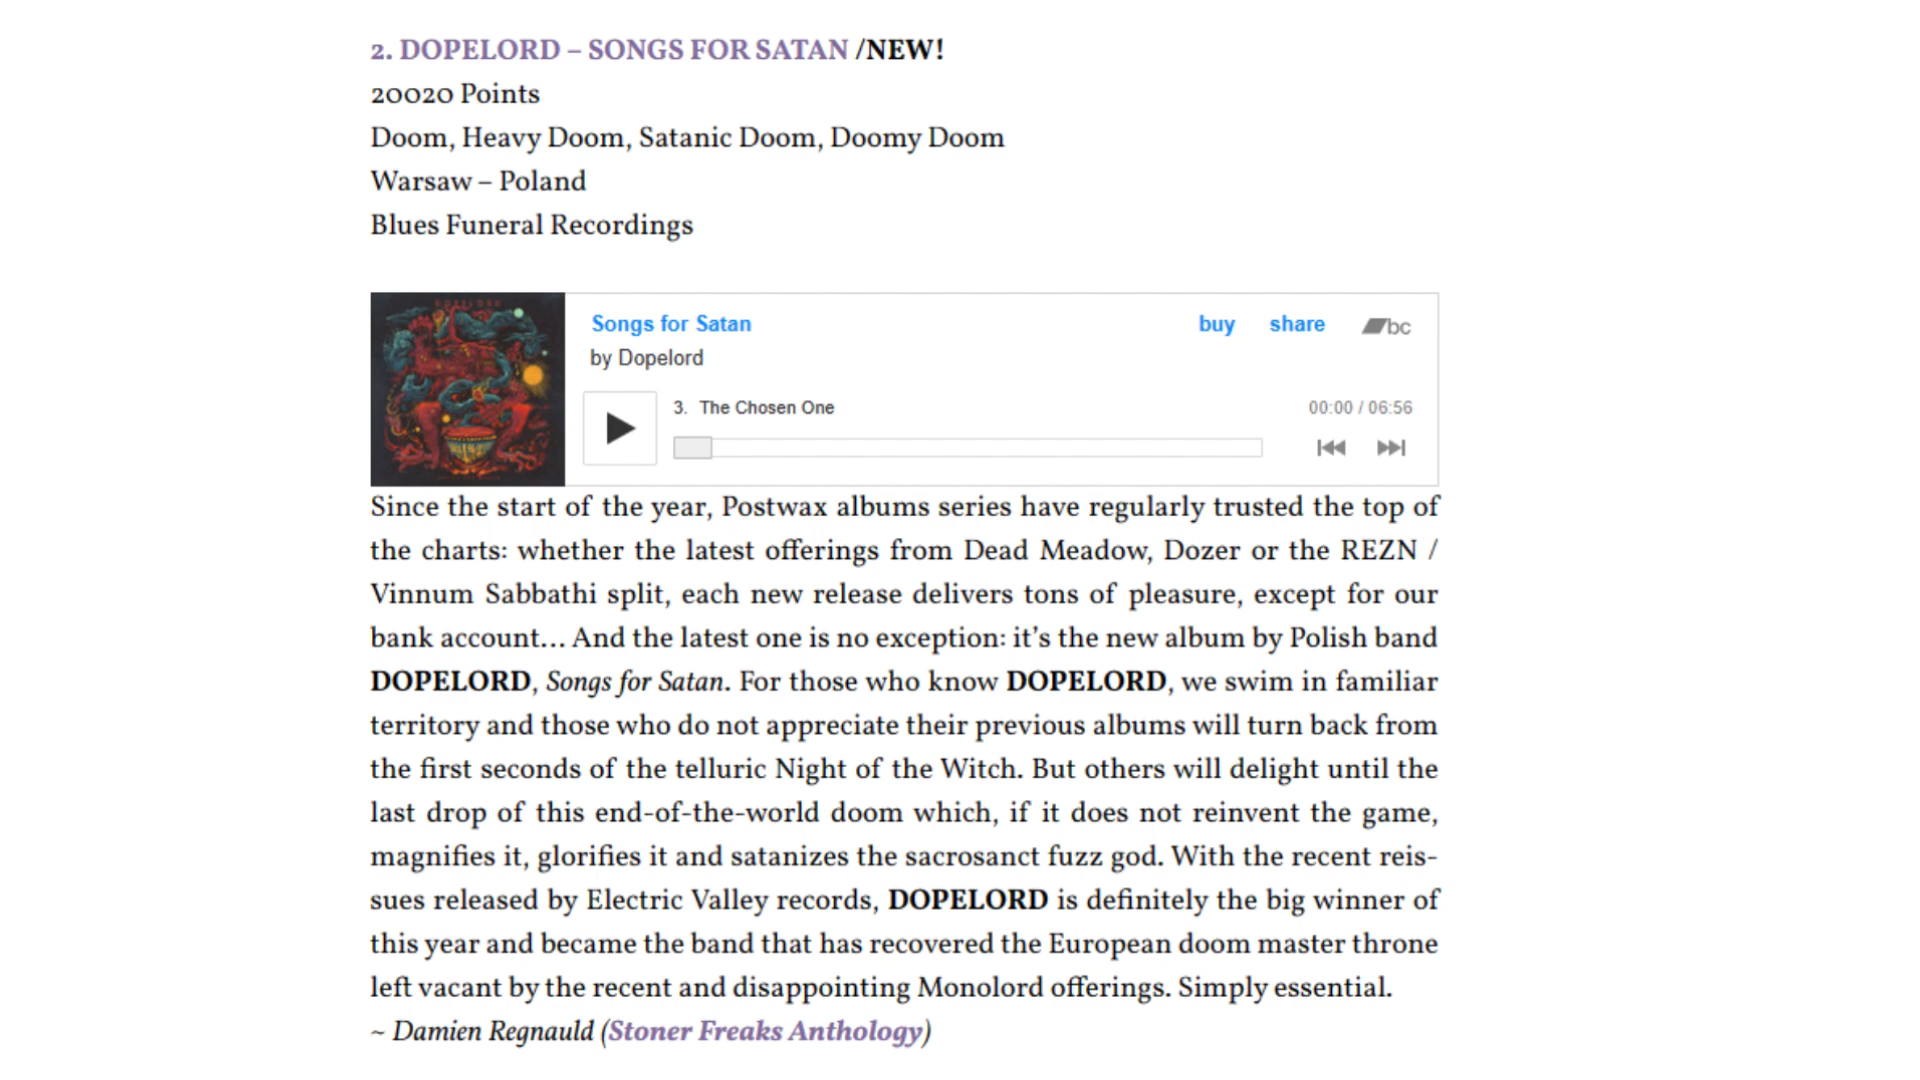 2. DOPELORD – SONGS FOR SATAN /NEW!
20020 Points
Doom, Heavy Doom, Satanic Doom, Doomy Doom
Warsaw – Poland
Blues Funeral Recordings
DOPELORD
Songs for Satan
buy share bc
by Dopelord
3. The Chosen One
00:00 / 06:56
Since the start of the year, Postwax albums series have regularly trusted the top of
the charts: whether the latest offerings from Dead Meadow, Dozer or the REZN /
Vinnum Sabbathi split, each new release delivers tons of pleasure, except for our
bank account… And the latest one is no exception: it’s the new album by Polish band
DOPELORD, Songs for Satan. For those who know DOPELORD, we swim in familiar
territory and those who do not appreciate their previous albums will turn back from
the first seconds of the telluric Night of the Witch. But others will delight until the
last drop of this end-of-the-world doom which, if it does not reinvent the game,
magnifies it, glorifies it and satanizes the sacrosanct fuzz god. With the recent reis-
sues released by Electric Valley records, DOPELORD is definitely the big winner of
this year and became the band that has recovered the European doom master throne
left vacant by the recent and disappointing Monolord offerings. Simply essential.
~ Damien Regnauld (Stoner Freaks Anthology)